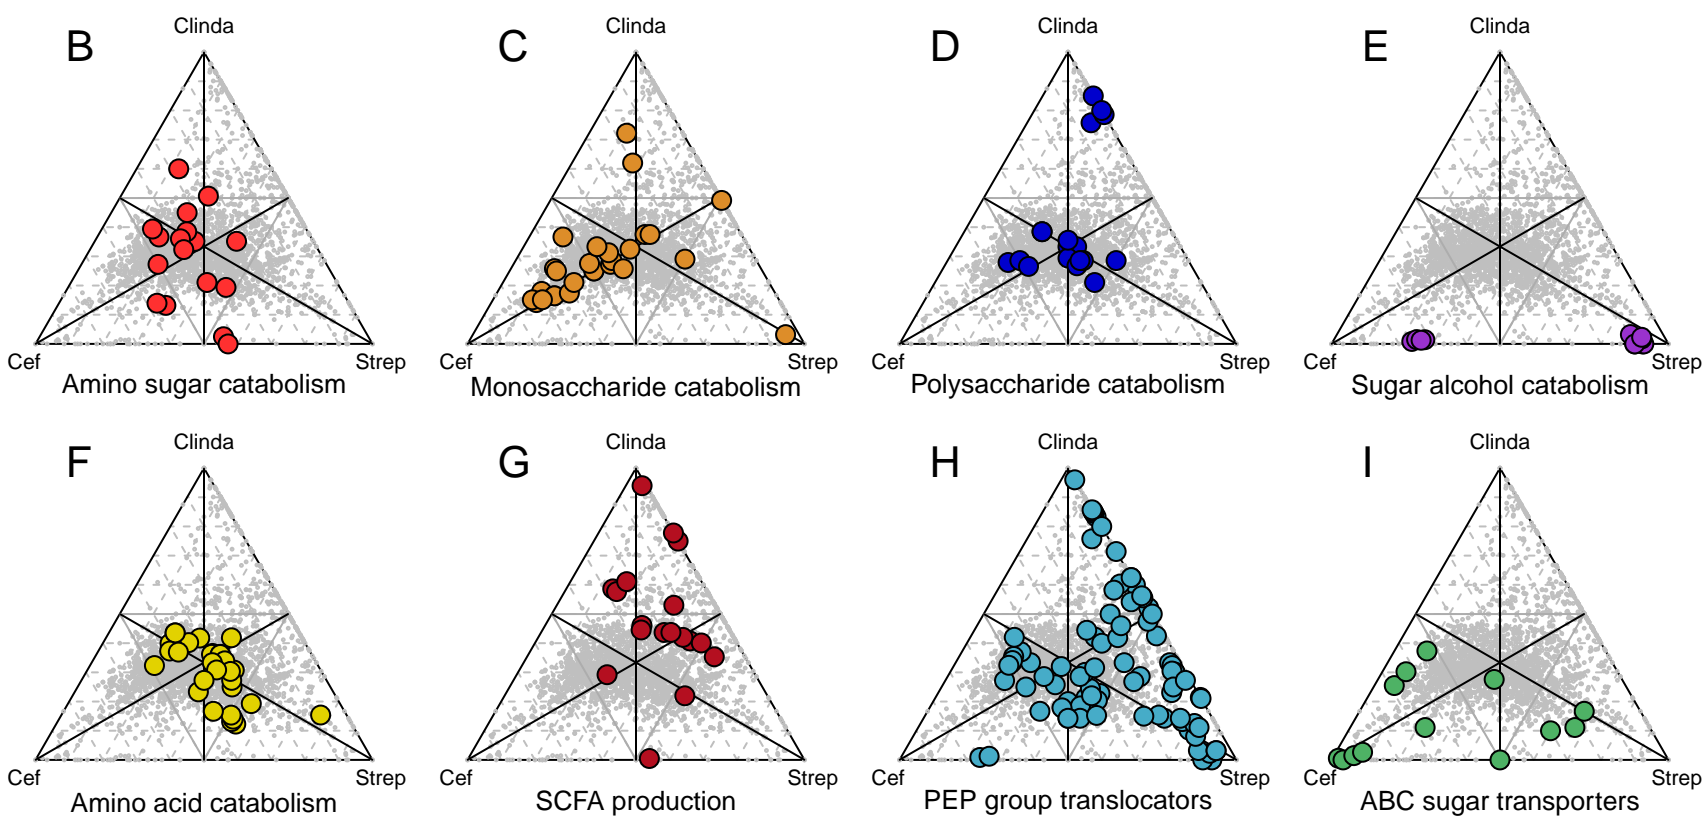 B
Clinda
Cef
Strep
Amino sugar catabolism
C
Clinda
Cef
Strep
Monosaccharide catabolism
D
Clinda
Cef
Strep
Polysaccharide catabolism
E
Clinda
Cef
Strep
Sugar alcohol catabolism
F
Clinda
Cef
Strep
Amino acid catabolism
G
Clinda
Cef
Strep
SCFA production
H
Clinda
Cef
Strep
PEP group translocators
I
Clinda
Cef
Strep
ABC sugar transporters